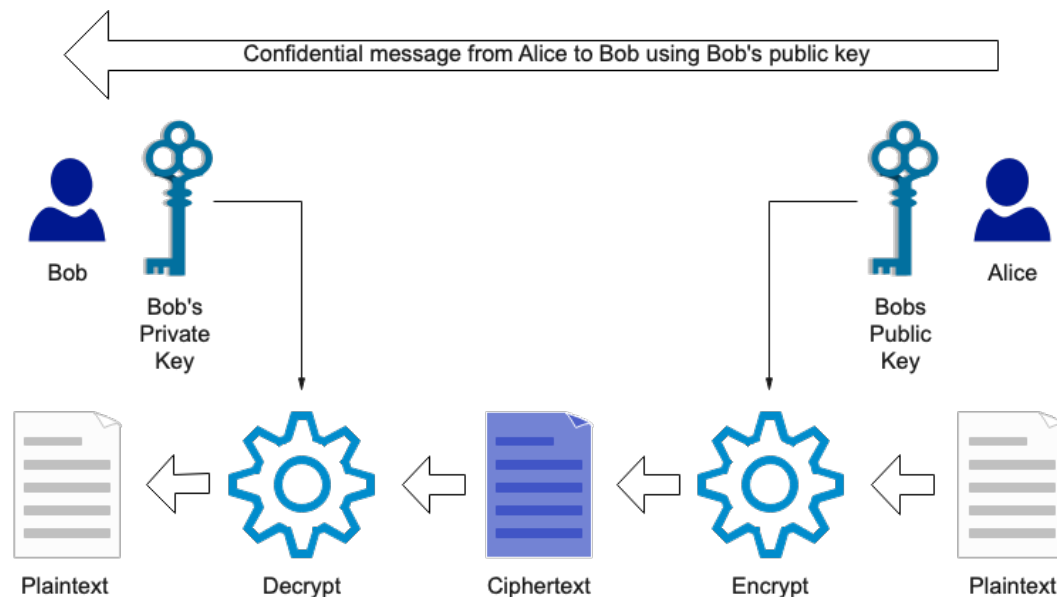 Confidential message from Alice to Bob using Bob's public key
Bob
Bob's
Private
Key
Bobs
Public
Key
Alice
Plaintext
Decrypt
Ciphertext
Encrypt
Plaintext